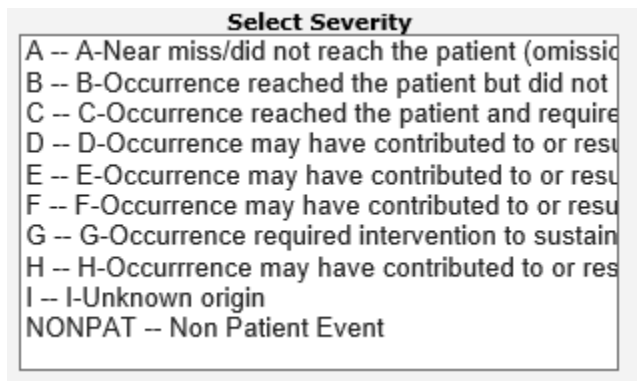 Select Severity
A -- A-Near miss/did not reach the patient (omissic
B -- B-Occurrence reached the patient but did not
C -- C-Occurrence reached the patient and require
D -- D-Occurrence may have contributed to or resu
E -- E-Occurrence may have contributed to or resu
F -- F-Occurrence may have contributed to or resu
G -- G-Occurrence required intervention to sustain
H -- H-Occurrrence may have contributed to or res
I -- I-Unknown origin
NONPAT -- Non Patient Event